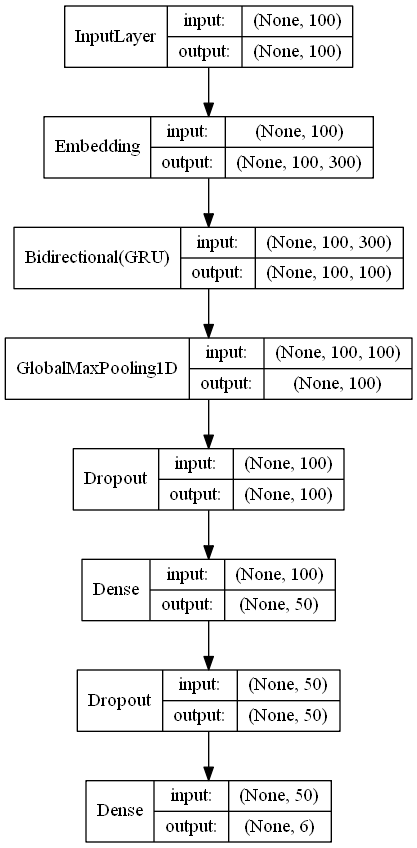 InputLayer
input: (None, 100)
output: (None, 100)
Embedding
input: (None, 100)
output: (None, 100, 300)
Bidirectional(GRU)
input: (None, 100, 300)
output: (None, 100, 100)
GlobalMaxPooling1D
input: (None, 100, 100)
output: (None, 100)
Dropout
input: (None, 100)
output: (None, 100)
Dense
input: (None, 100)
output: (None, 50)
Dropout
input: (None, 50)
output: (None, 50)
Dense
input: (None, 50)
output: (None, 6)